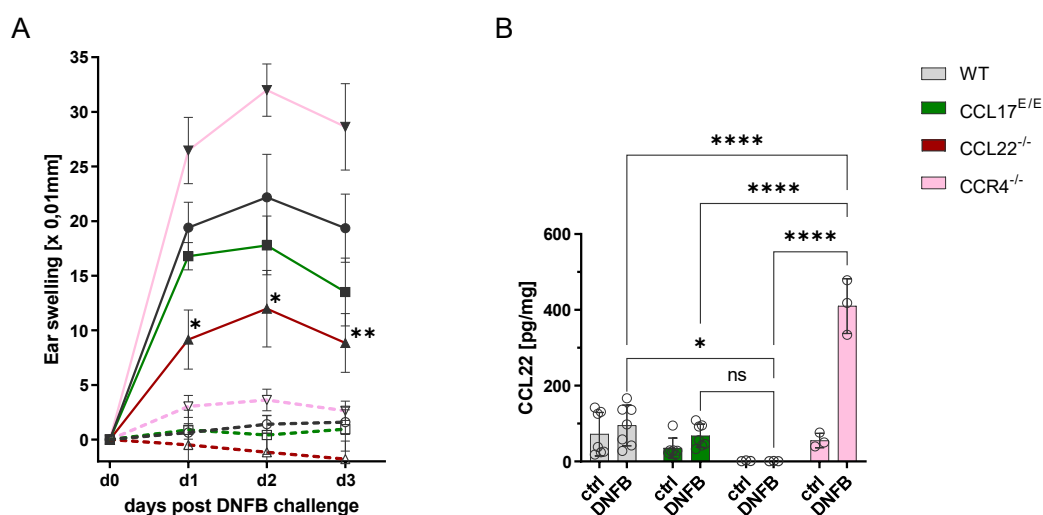 A
Ear swelling [x 0,01mm]
35
30
25
20
15
10
5
0
*
*
**
d0 d1 d2 d3
days post DNFB challenge
B
CCL22 [pg/mg]
600
400
200
0
****
****
****
*
ns
ctrl DNFB ctrl DNFB ctrl DNFB ctrl DNFB
WT
CCL17E/E
CCL22-/-
CCR4-/-